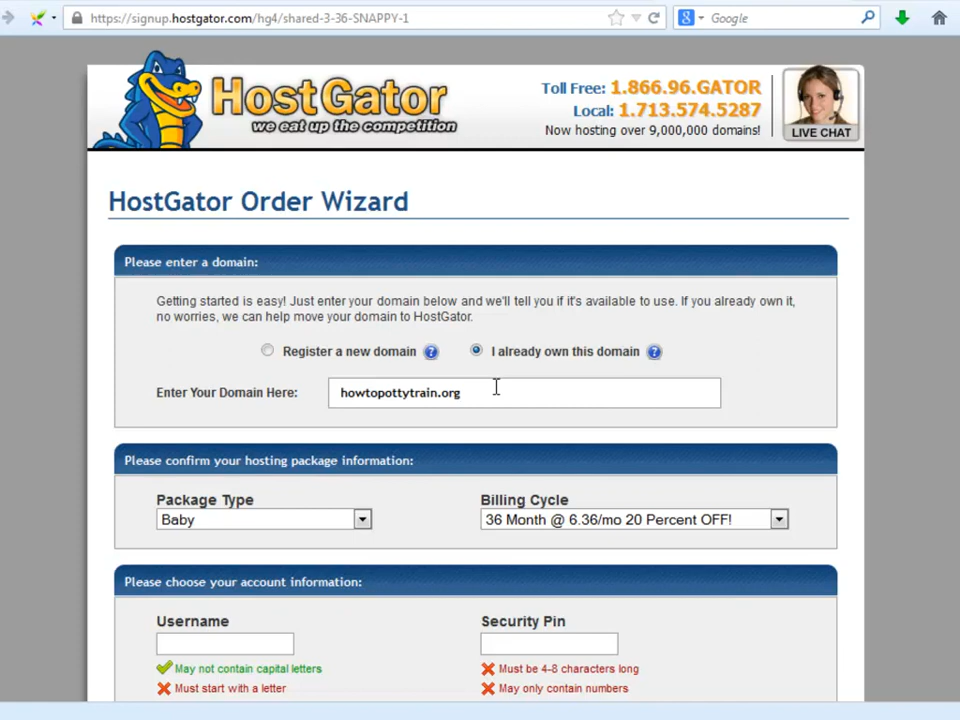 https://signup.hostgator.com/hg4/shared-3-36-SNAPPY-1
Google
HostGator
we eat up the competition
Toll Free: 1.866.96.GATOR
Local: 1.713.574.5287
Now hosting over 9,000,000 domains!
LIVE CHAT
HostGator Order Wizard
Please enter a domain:
Getting started is easy! Just enter your domain below and we'll tell you if it's available to use. If you already own it,
no worries, we can help move your domain to HostGator.
Register a new domain ? I already own this domain ?
Enter Your Domain Here: howtopottytrain.org
Please confirm your hosting package information:
Package Type Billing Cycle
Baby 36 Month @ 6.36/mo 20 Percent OFF!
Please choose your account information:
Username Security Pin
May not contain capital letters Must be 4-8 characters long
Must start with a letter May only contain numbers